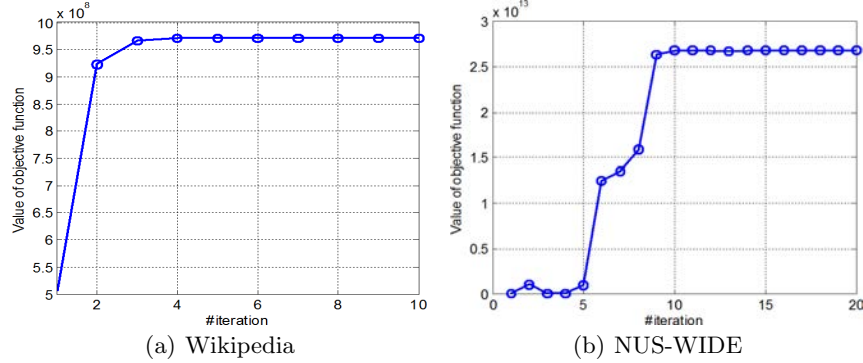 × 10^8
10
9.5
9
8.5
8
7.5
7
6.5
6
5.5
5
Value of objective function
2 4 6 8 10
#iteration
(a) Wikipedia
× 10^13
3
2.5
2
1.5
1
0.5
0
Value of objective function
0 5 10 15 20
#iteration
(b) NUS-WIDE